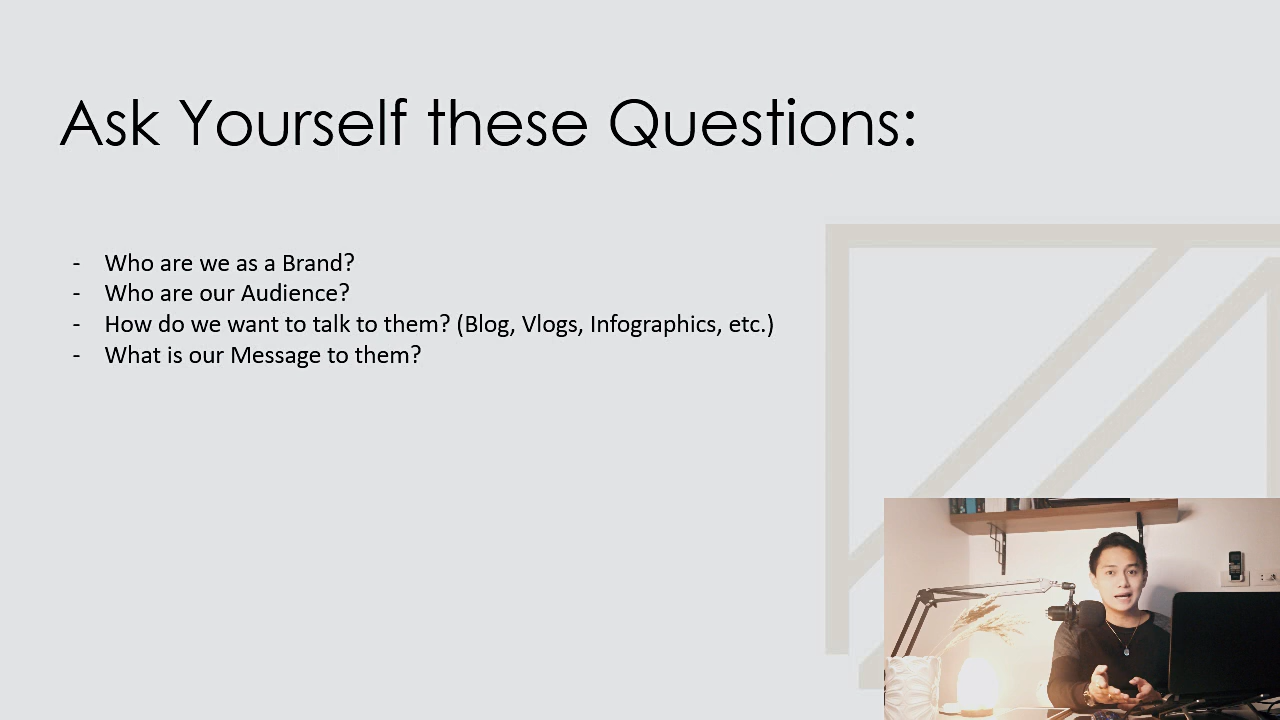 Ask Yourself these Questions:
- Who are we as a Brand?
- Who are our Audience?
- How do we want to talk to them? (Blog, Vlogs, Infographics, etc.)
- What is our Message to them?